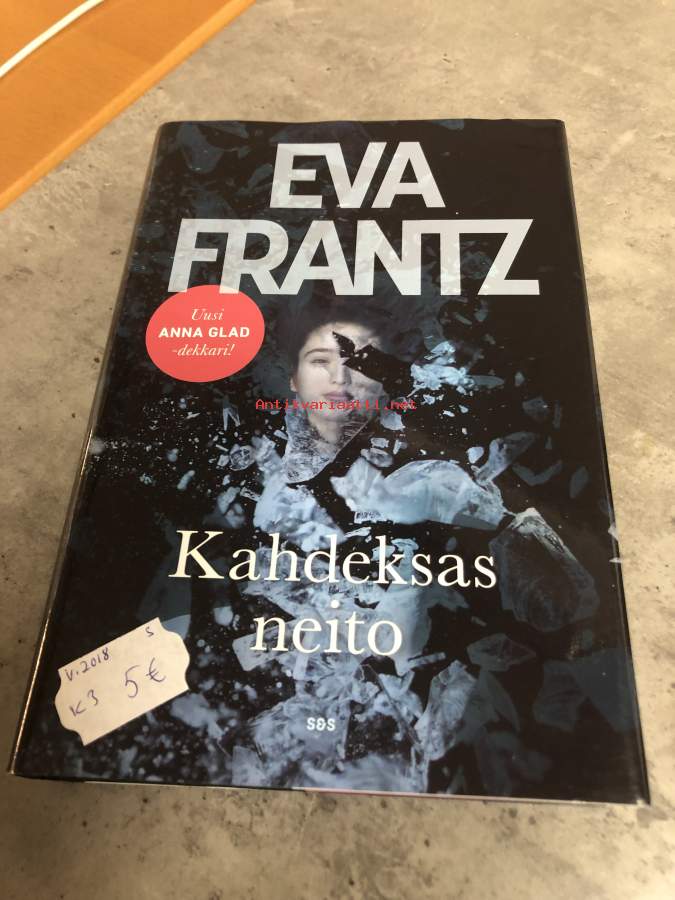 EVA
FRANTZ
Uusi
ANNA GLAD
-dekkari!
Antikvariaatti.net
Kahdeksas
neito
V.2018 S
K3 5€
S&S